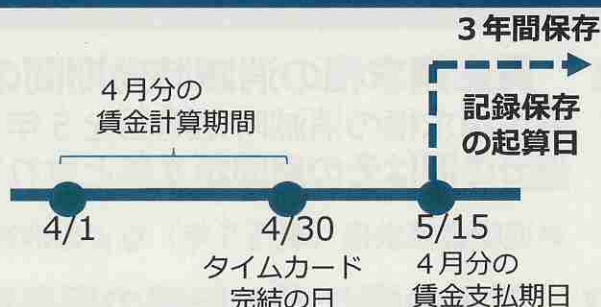 3年間保存
4月分の
賃金計算期間
記録保存
の起算日
4/1
4/30
5/15
タイムカード
完結の日
4月分の
賃金支払期日